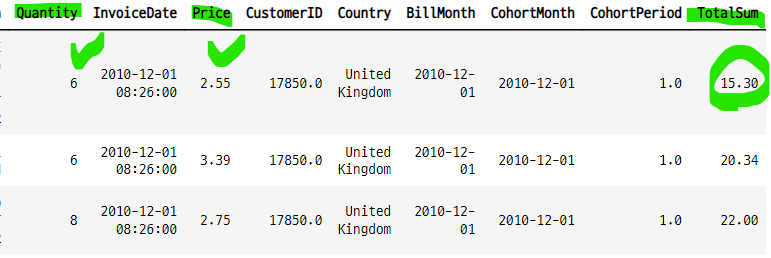 Quantity InvoiceDate Price CustomerID Country BillMonth CohortMonth CohortPeriod TotalSum
6 2010-12-01 08:26:00 2.55 17850.0 United Kingdom 2010-12-01 2010-12-01 1.0 15.30
6 2010-12-01 08:26:00 3.39 17850.0 United Kingdom 2010-12-01 2010-12-01 1.0 20.34
8 2010-12-01 08:26:00 2.75 17850.0 United Kingdom 2010-12-01 2010-12-01 1.0 22.00